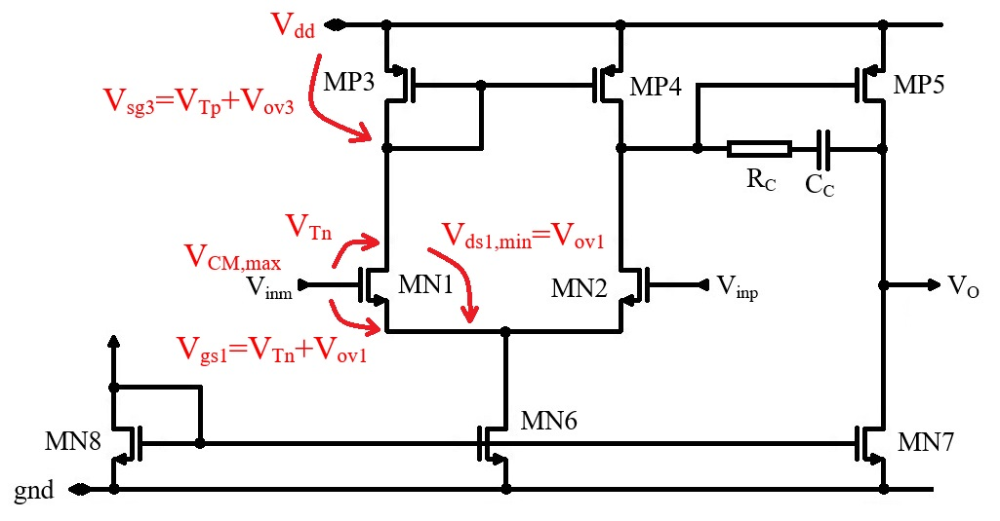 Vdd
MP3
MP4
MP5
Vsg3=VTp+Vov3
RC
CC
VTn
Vds1,min=Vov1
VCM,max
Vinm
MN1
MN2
Vinp
VO
Vgs1=VTn+Vov1
MN8
MN6
MN7
gnd